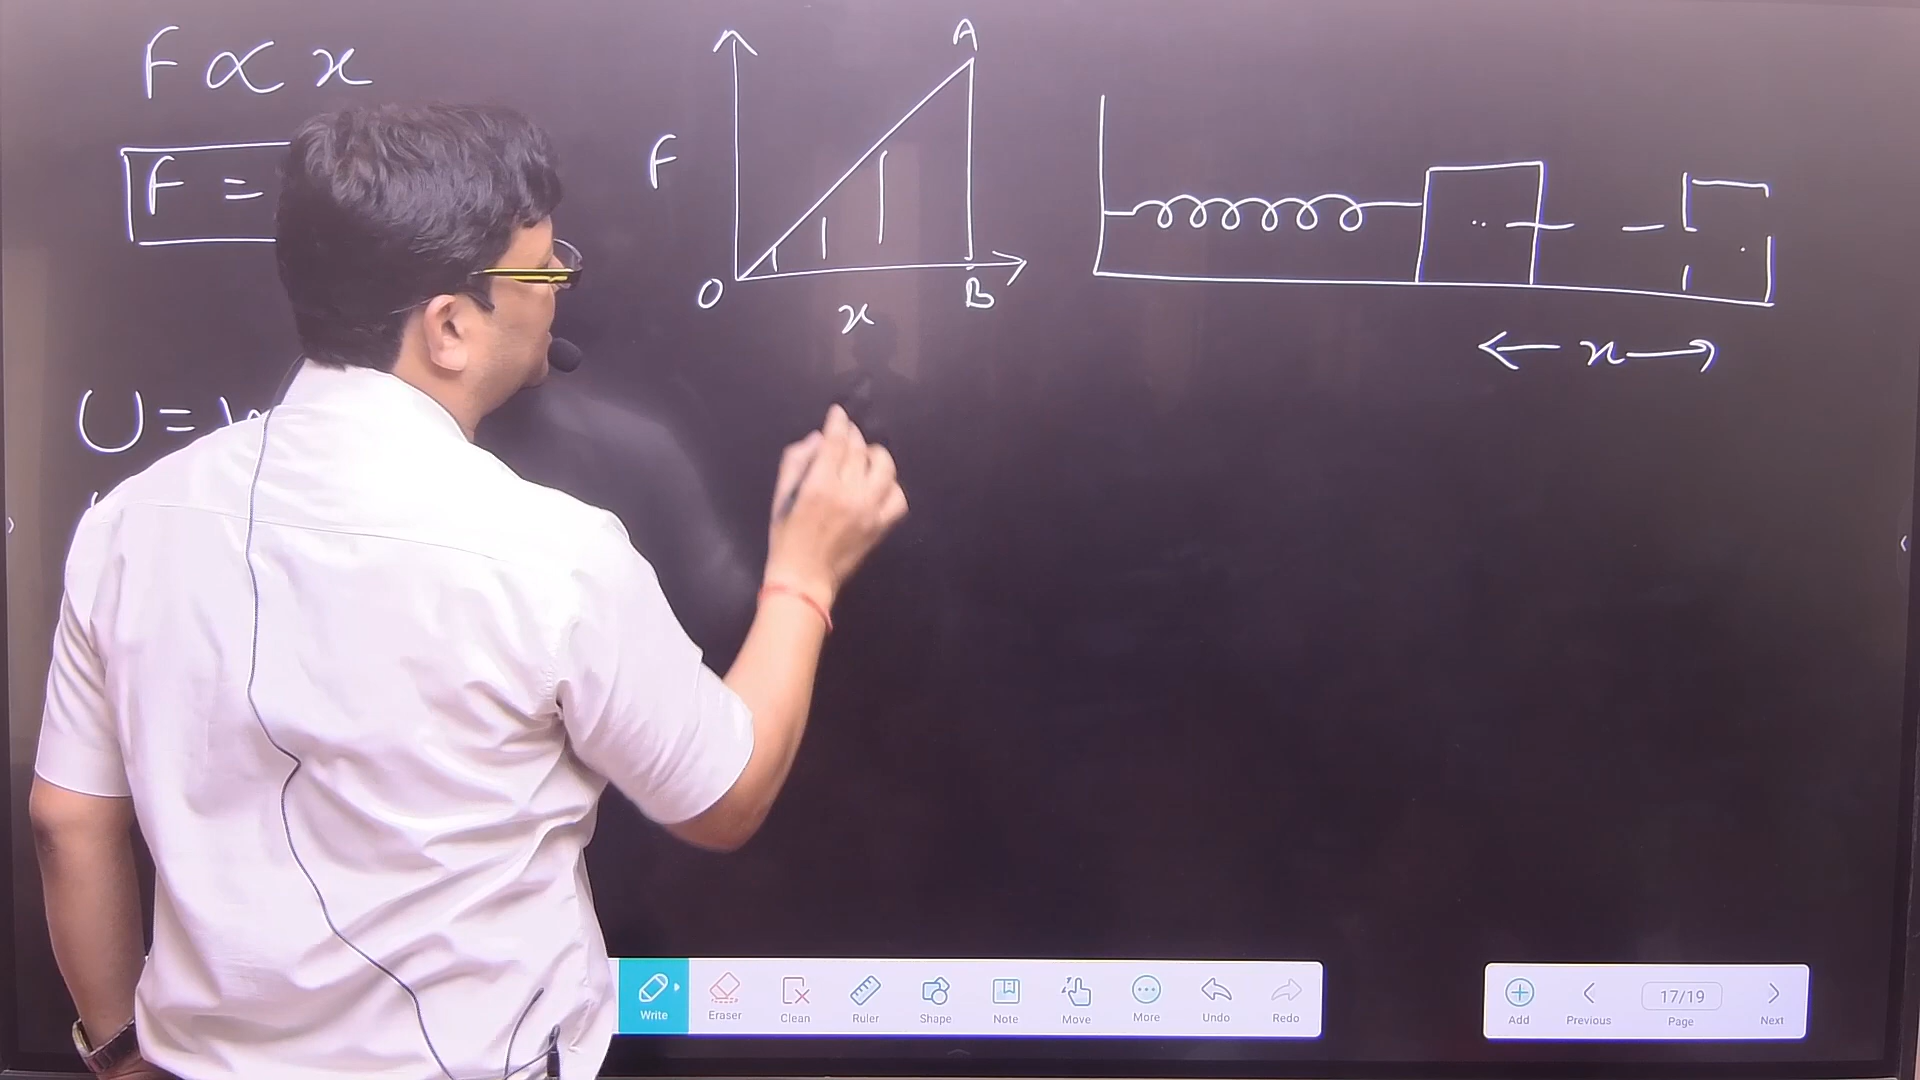 F ∝ x
F =
U =
A
F
O
x
B
x
Write
Eraser
Clean
Ruler
Shape
Note
Move
More
Undo
Redo
Add
Previous
17/19
Page
Next